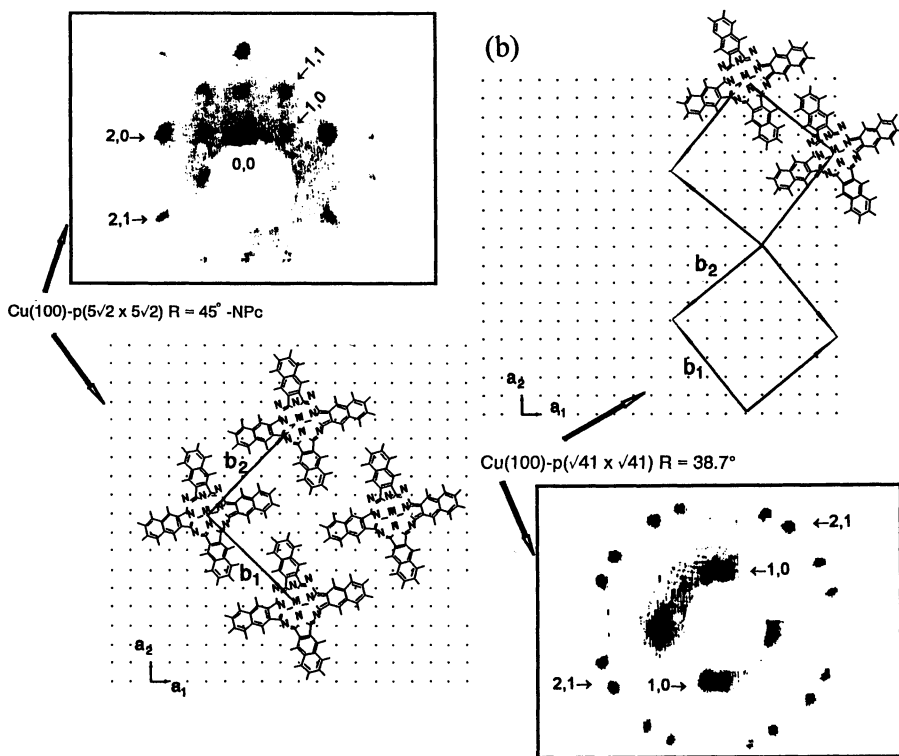 (b)
1,1
1,0
2,0→
0,0
2,1→
b₂
Cu(100)-p(5√2 x 5√2) R = 45° -NPc
b₁
a₂
a₁
Cu(100)-p(√41 x √41) R = 38.7°
b₂
b₁
a₂
a₁
←2,1
←1,0
2,1→
1,0→